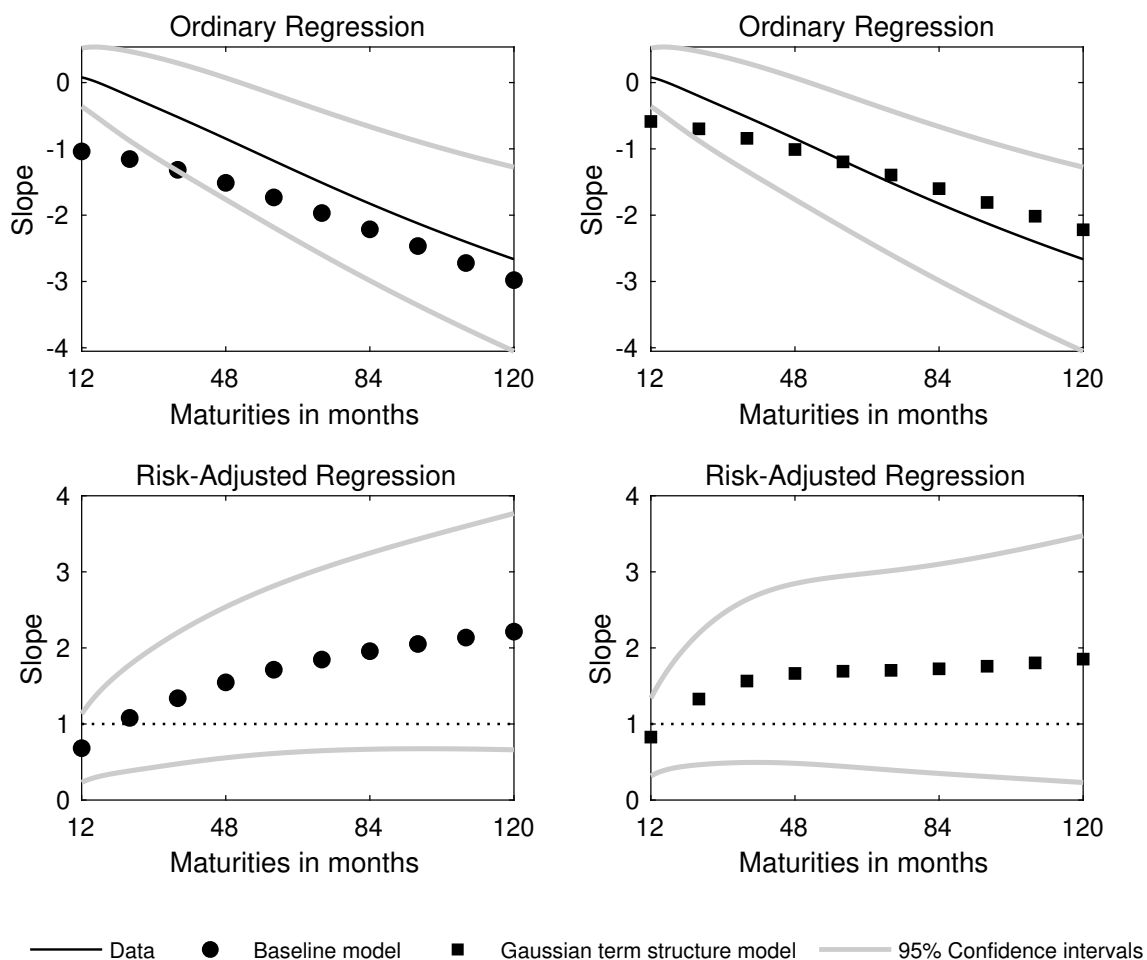 Ordinary Regression
0
-1
-2
-3
-4
Slope
12 48 84 120
Maturities in months
Ordinary Regression
0
-1
-2
-3
-4
Slope
12 48 84 120
Maturities in months
Risk-Adjusted Regression
4
3
2
1
0
Slope
12 48 84 120
Maturities in months
Risk-Adjusted Regression
4
3
2
1
0
Slope
12 48 84 120
Maturities in months
Data Baseline model Gaussian term structure model 95% Confidence intervals